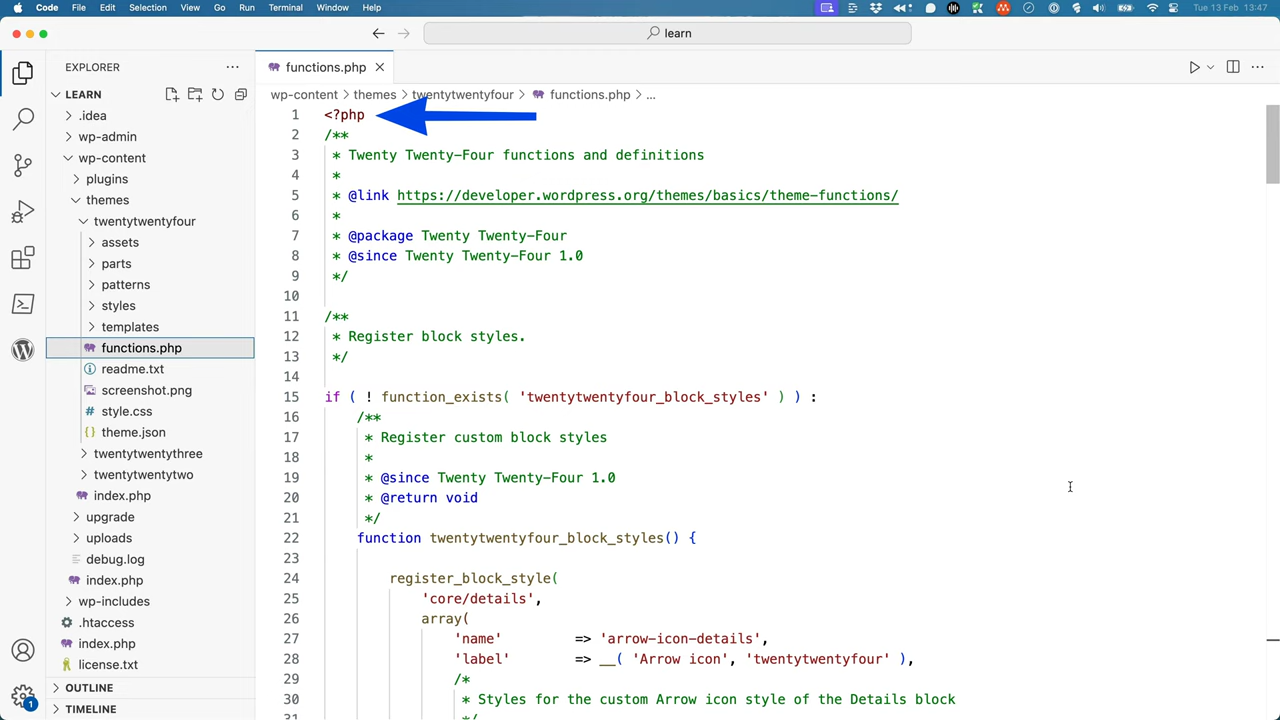 Code File Edit Selection View Go Run Terminal Window Help Tue 13 Feb 13:47
learn
EXPLORER
functions.php
LEARN
wp-content > themes > twentytwentyfour > functions.php > ...
.idea
wp-admin
wp-content
plugins
themes
twentytwentyfour
assets
parts
patterns
styles
templates
functions.php
readme.txt
screenshot.png
style.css
theme.json
twentytwentythree
twentytwentytwo
index.php
upgrade
uploads
debug.log
index.php
wp-includes
.htaccess
index.php
license.txt
OUTLINE
TIMELINE
1
1 <?php
2 /**
3 * Twenty Twenty-Four functions and definitions
4 *
5 * @link https://developer.wordpress.org/themes/basics/theme-functions/
6 *
7 * @package Twenty Twenty-Four
8 * @since Twenty Twenty-Four 1.0
9 */
10
11 /**
12 * Register block styles.
13 */
14
15 if ( ! function_exists( 'twentytwentyfour_block_styles' ) ) :
16 /**
17 * Register custom block styles
18 *
19 * @since Twenty Twenty-Four 1.0
20 * @return void
21 */
22 function twentytwentyfour_block_styles() {
23
24 register_block_style(
25 'core/details',
26 array(
27 'name' => 'arrow-icon-details',
28 'label' => __( 'Arrow icon', 'twentytwentyfour' ),
29 /*
30 * Styles for the custom Arrow icon style of the Details block
31 */